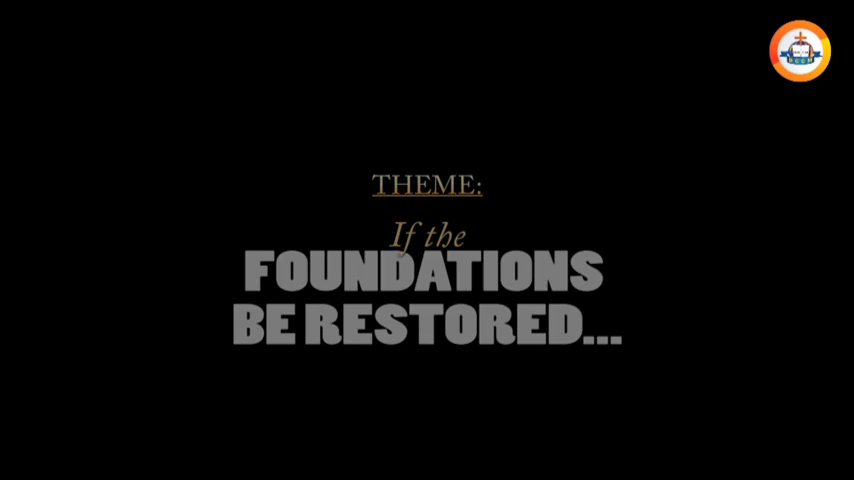 THEME:
If the
FOUNDATIONS
BE RESTORED...